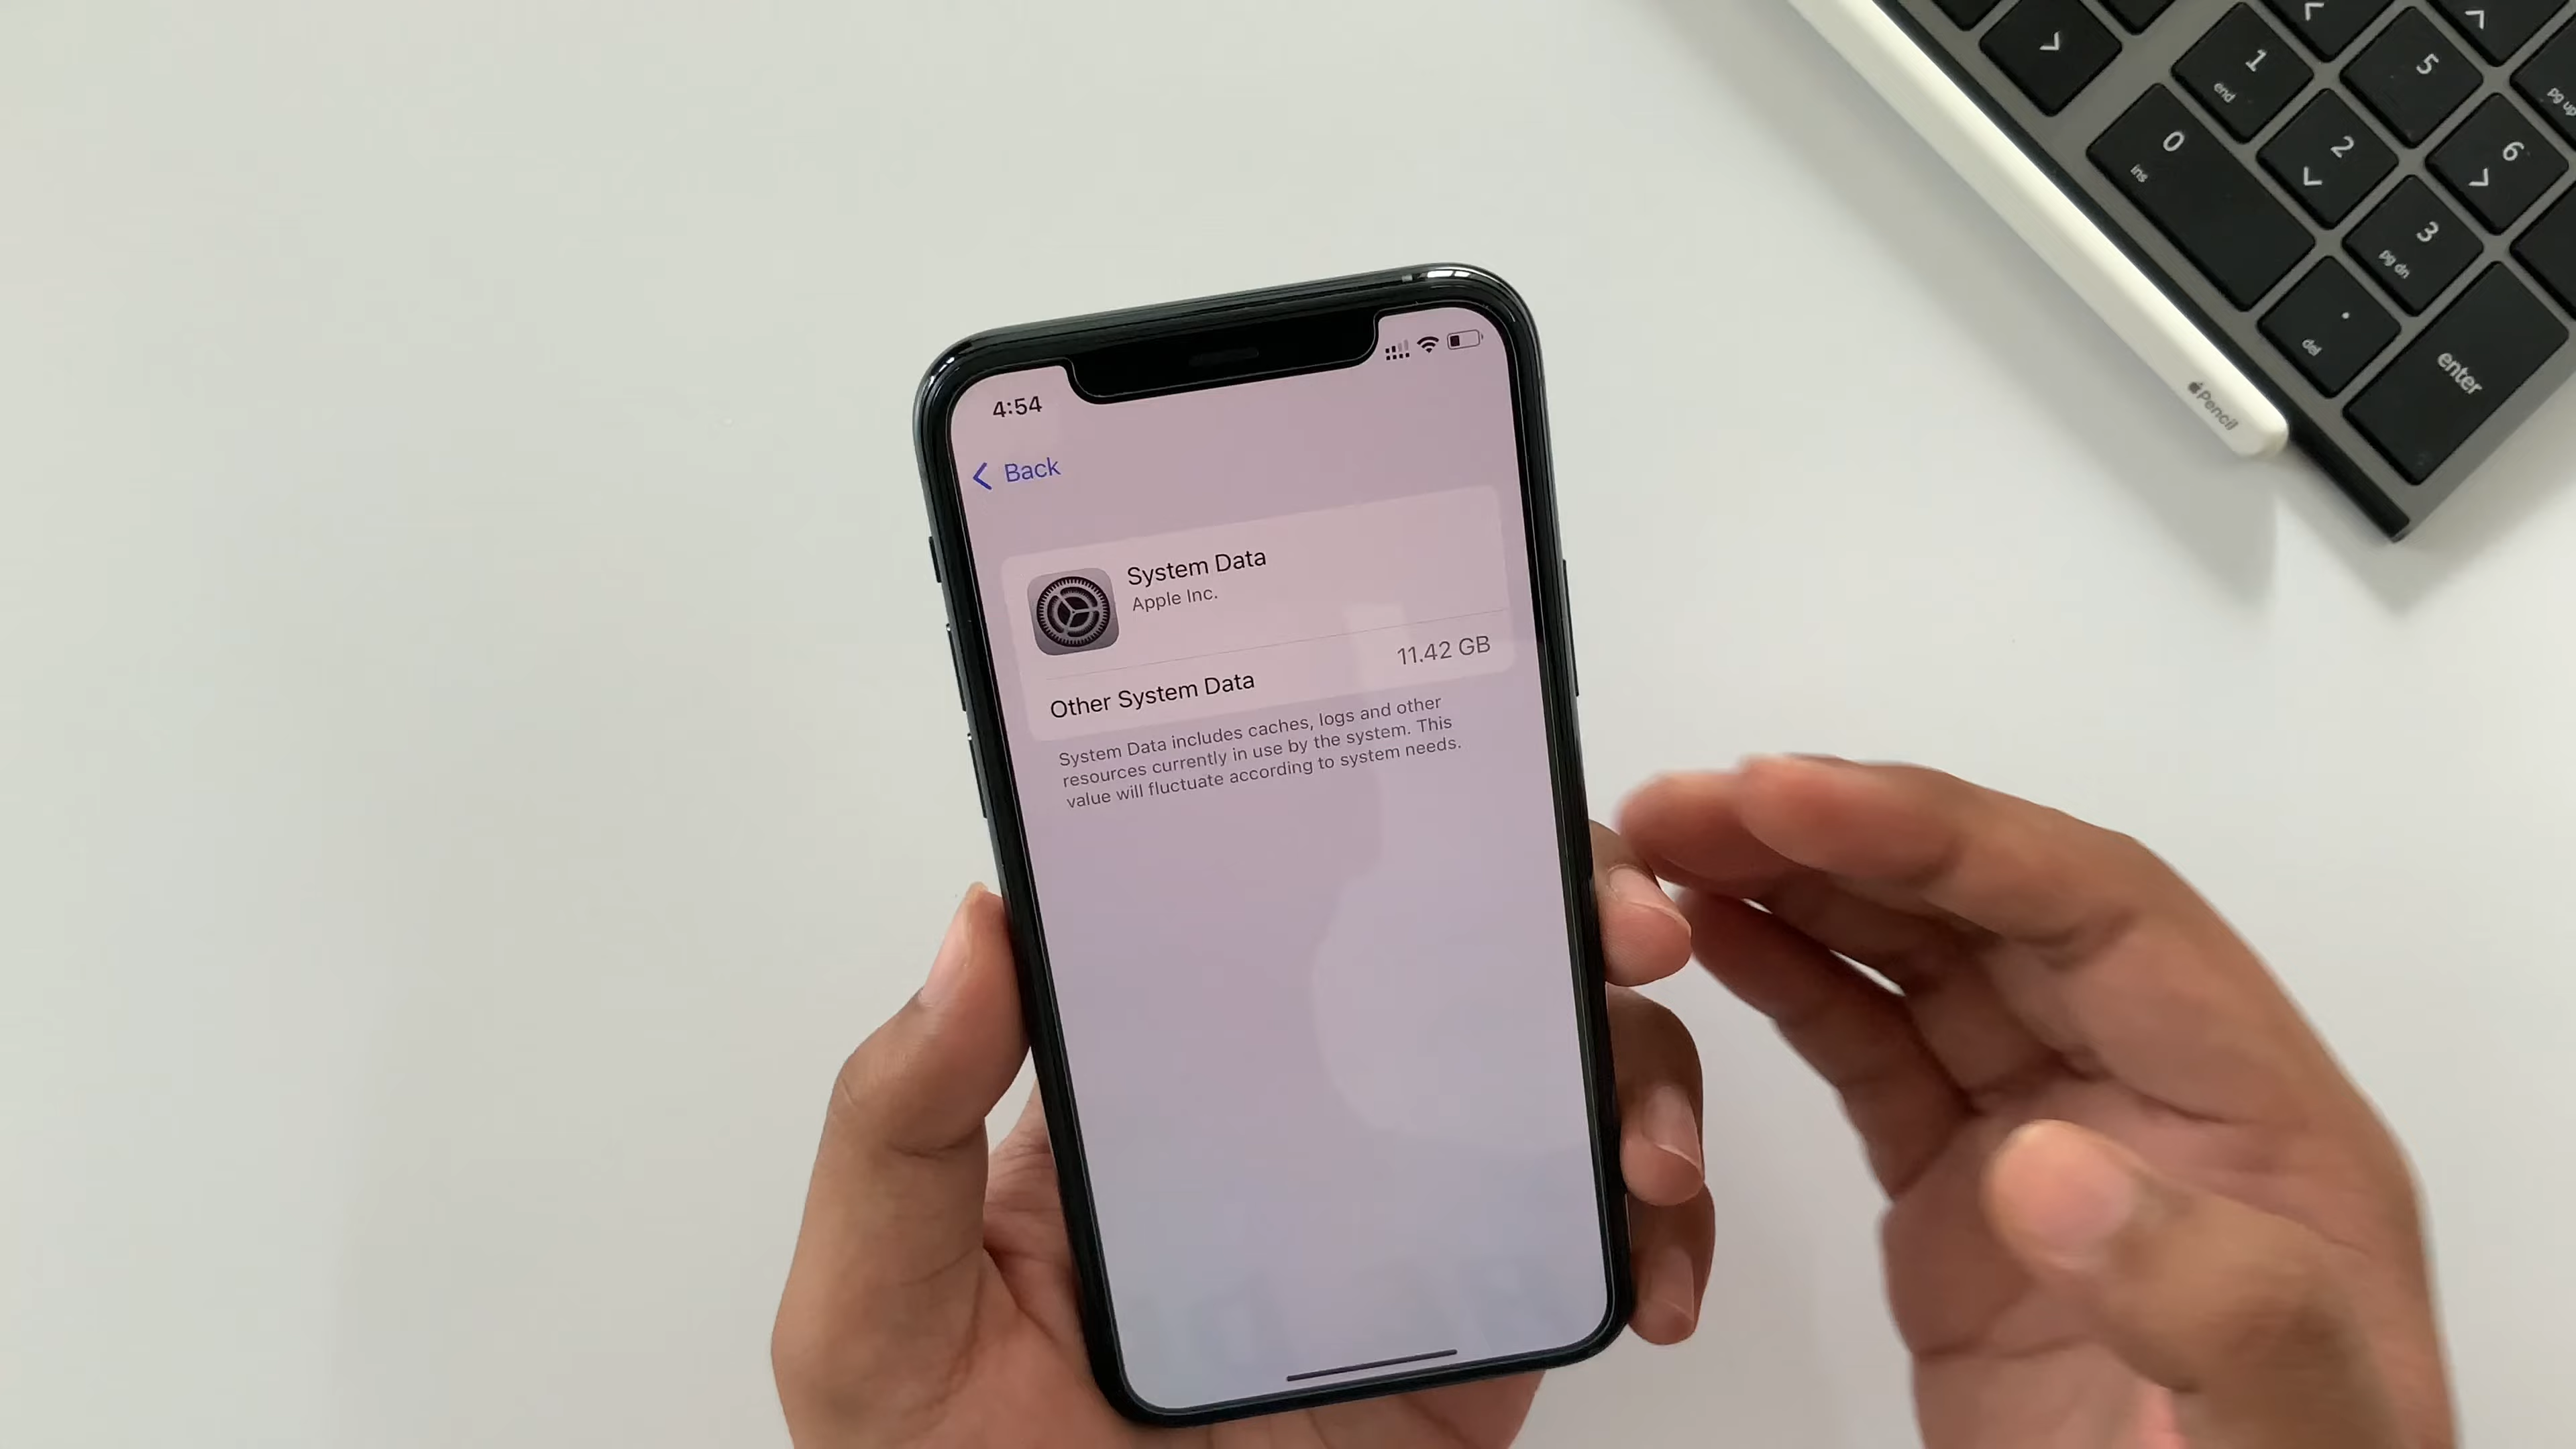 4:54
Back
System Data
Apple Inc.
Other System Data 11.42 GB
System Data includes caches, logs and other
resources currently in use by the system. This
value will fluctuate according to system needs.
1
end
5
pg up
0
ins
2
6
3
pg dn
.
del
enter
Pencil